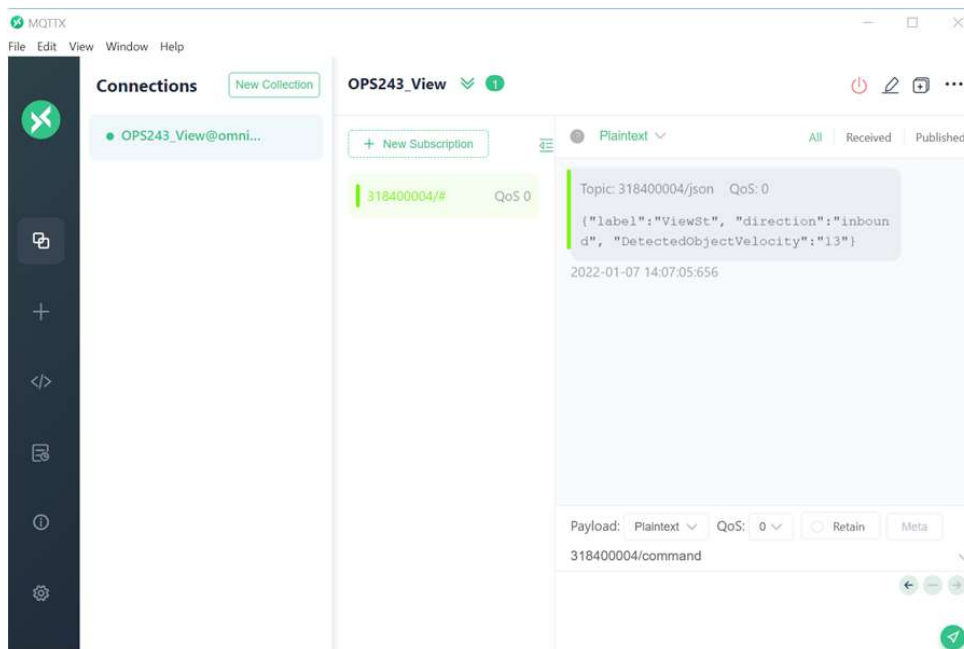 MQTTX
File Edit View Window Help
Connections
New Collection
OPS243_View 1
OPS243_View@omni...
+ New Subscription
318400004/# QoS 0
Plaintext
All Received Published
Topic: 318400004/json QoS: 0
{"label":"ViewSt", "direction":"inboun
d", "DetectedObjectVelocity":"13"}
2022-01-07 14:07:05:656
Payload: Plaintext QoS: 0 Retain Meta
318400004/command